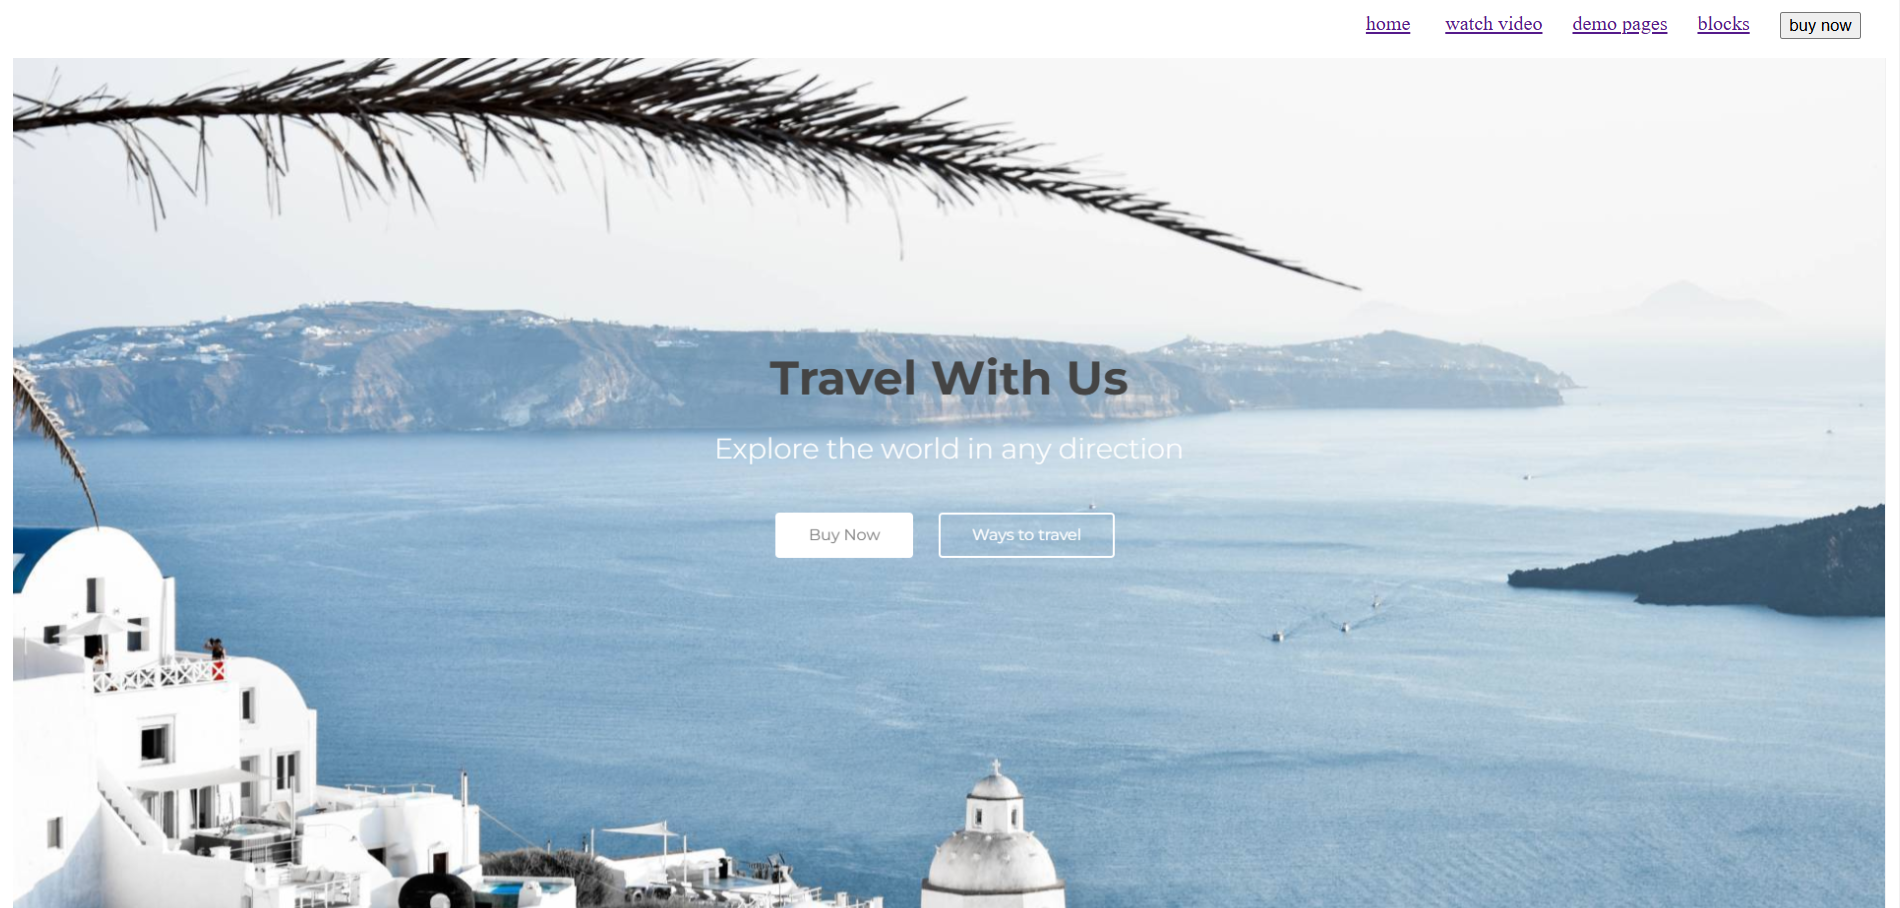 home watch video demo pages blocks buy now
Travel With Us
Explore the world in any direction
Buy Now Ways to travel